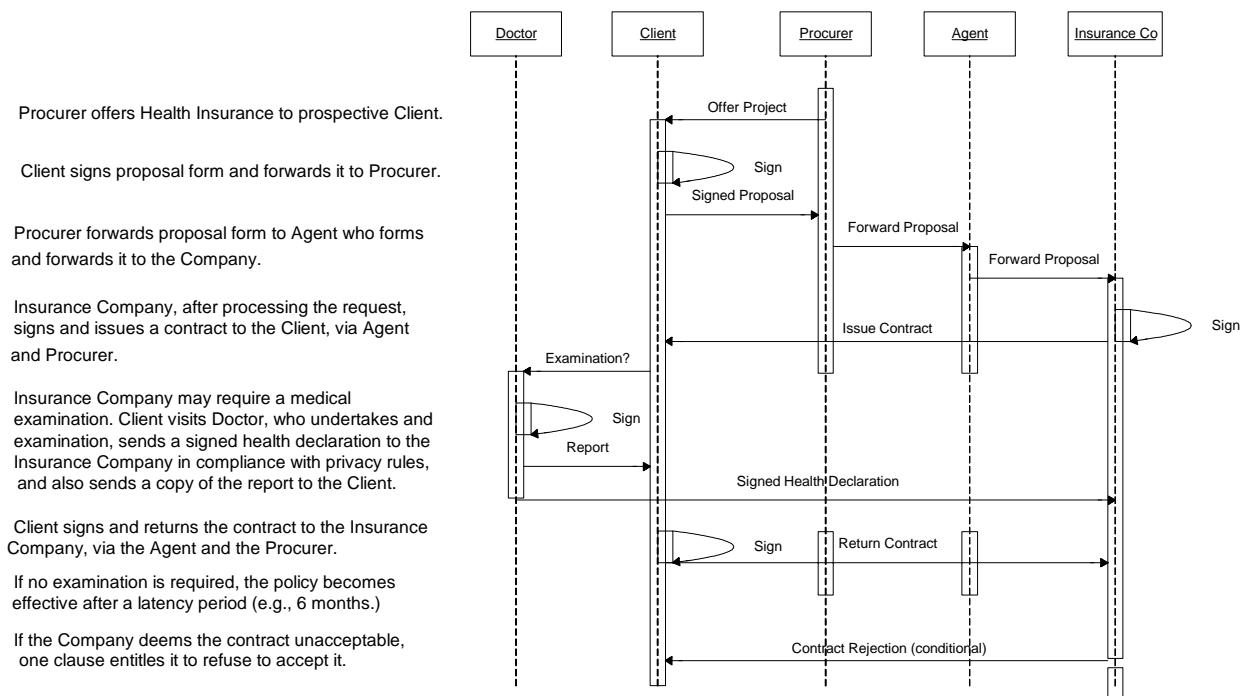 Doctor
Client
Procurer
Agent
Insurance Co
Procurer offers Health Insurance to prospective Client.
Offer Project
Client signs proposal form and forwards it to Procurer.
Sign
Signed Proposal
Procurer forwards proposal form to Agent who forms
and forwards it to the Company.
Forward Proposal
Forward Proposal
Insurance Company, after processing the request,
signs and issues a contract to the Client, via Agent
and Procurer.
Sign
Issue Contract
Examination?
Insurance Company may require a medical
examination. Client visits Doctor, who undertakes and
examination, sends a signed health declaration to the
Insurance Company in compliance with privacy rules,
and also sends a copy of the report to the Client.
Sign
Report
Signed Health Declaration
Client signs and returns the contract to the Insurance
Company, via the Agent and the Procurer.
Sign
Return Contract
If no examination is required, the policy becomes
effective after a latency period (e.g., 6 months.)
If the Company deems the contract unacceptable,
one clause entitles it to refuse to accept it.
Contract Rejection (conditional)